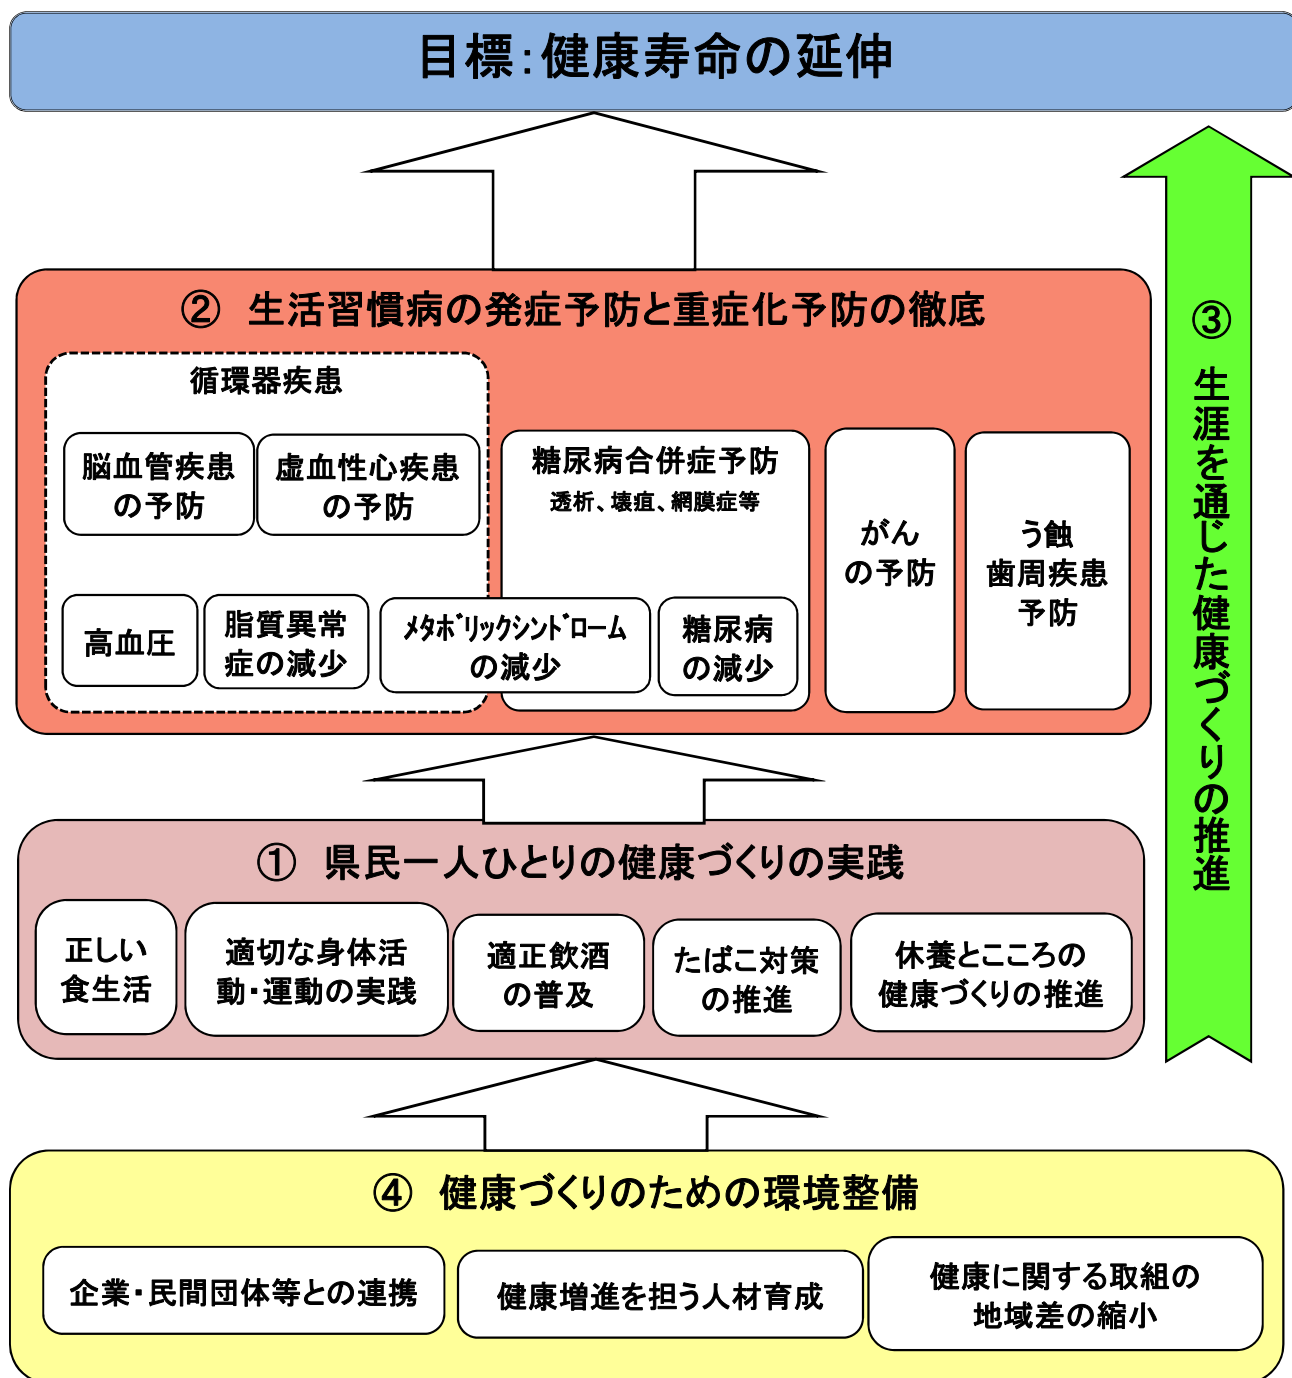 目標：健康寿命の延伸
② 生活習慣病の発症予防と重症化予防の徹底
循環器疾患
脳血管疾患
の予防
虚血性心疾患
の予防
糖尿病合併症予防
透析、壊疽、網膜症等
がん
の予防
う蝕
歯周疾患
予防
高血圧
脂質異常
症の減少
ﾒﾀﾎﾞﾘｯｸｼﾝﾄﾞﾛｰﾑ
の減少
糖尿病
の減少
③ 生涯を通じた健康づくりの推進
① 県民一人ひとりの健康づくりの実践
正しい
食生活
適切な身体活
動・運動の実践
適正飲酒
の普及
たばこ対策
の推進
休養とこころの
健康づくりの推進
④ 健康づくりのための環境整備
企業・民間団体等との連携
健康増進を担う人材育成
健康に関する取組の
地域差の縮小